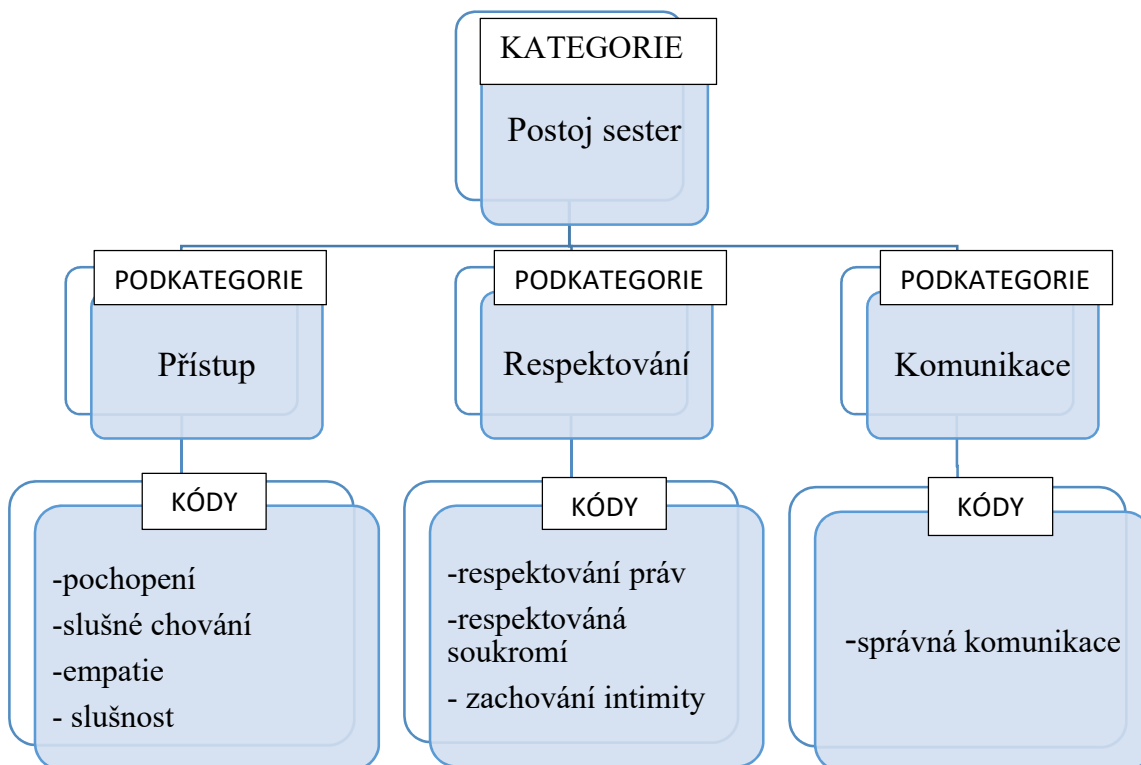 KATEGORIE
Postoj sester
PODKATEGORIE
Přístup
KÓDY
-pochopení
-slušné chování
-empatie
- slušnost
PODKATEGORIE
Respektování
KÓDY
-respektování práv
-respektováná
soukromí
- zachování intimity
PODKATEGORIE
Komunikace
KÓDY
-správná komunikace